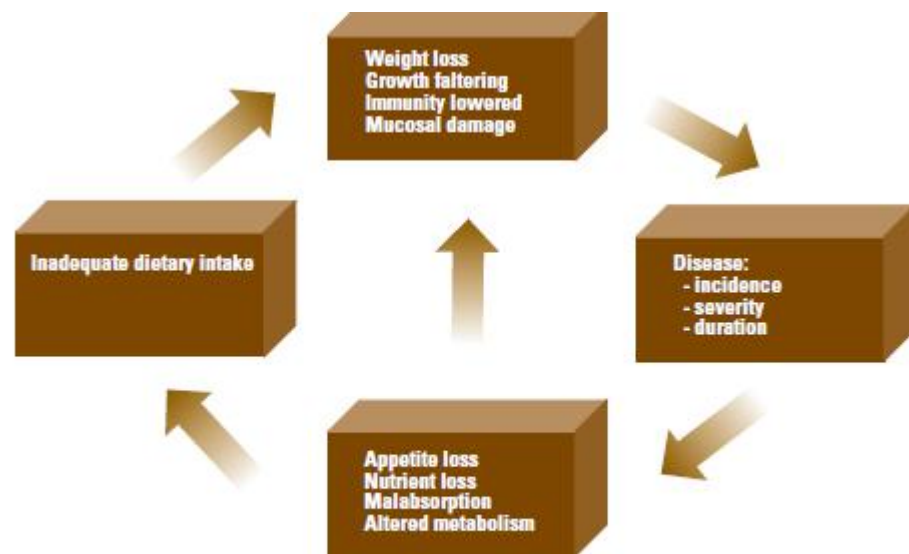 Weight loss
Growth faltering
Immunity lowered
Mucosal damage
Inadequate dietary intake
Disease:
- incidence
- severity
- duration
Appetite loss
Nutrient loss
Malabsorption
Altered metabolism